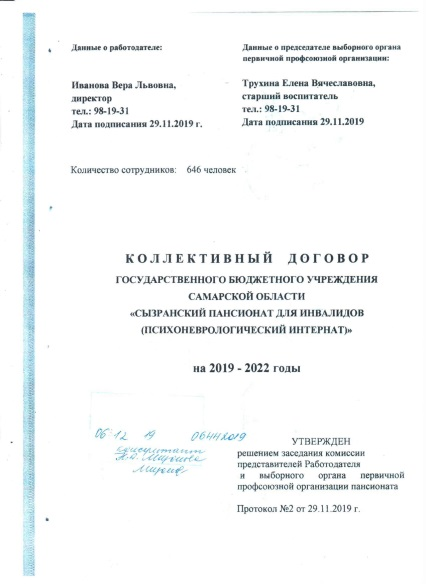 Данные о работодателе:
Иванова Вера Львовна,
директор
тел.: 98-19-31
Дата подписания 29.11.2019 г.
Данные о председателе выборного органа
первичной профсоюзной организации:
Трухина Елена Вячеславовна,
старший воспитатель
тел.: 98-19-31
Дата подписания 29.11.2019
Количество сотрудников: 646 человек
КОЛЛЕКТИВНЫЙ ДОГОВОР
ГОСУДАРСТВЕННОГО БЮДЖЕТНОГО УЧРЕЖДЕНИЯ
САМАРСКОЙ ОБЛАСТИ
«СЫЗРАНСКИЙ ПАНСИОНАТ ДЛЯ ИНВАЛИДОВ
(ПСИХОНЕВРОЛОГИЧЕСКИЙ ИНТЕРНАТ)»
на 2019 - 2022 годы
06 12 19
консультант
УТВЕРЖДЕН
решением заседания комиссии
представителей Работодателя
и выборного органа первичной
профсоюзной организации пансионата
Протокол №2 от 29.11.2019 г.